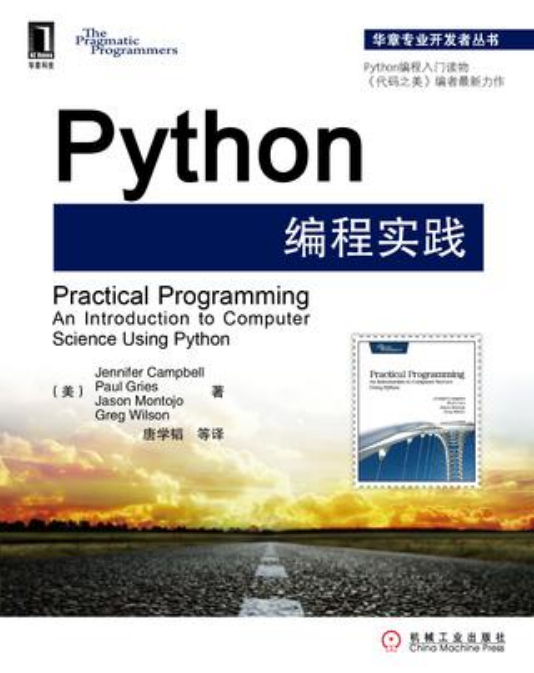 The
Pragmatic
Programmers
华章科技
华章专业开发者丛书
Python编程入门读物
《代码之美》编者最新力作
Python
编程实践
Practical Programming
An Introduction to Computer
Science Using Python
（美）
Jennifer Campbell
Paul Gries
Jason Montojo
Greg Wilson
著
唐学韬 等译
Practical Programming
An Introduction to Computer Science
Using Python
机械工业出版社
China Machine Press